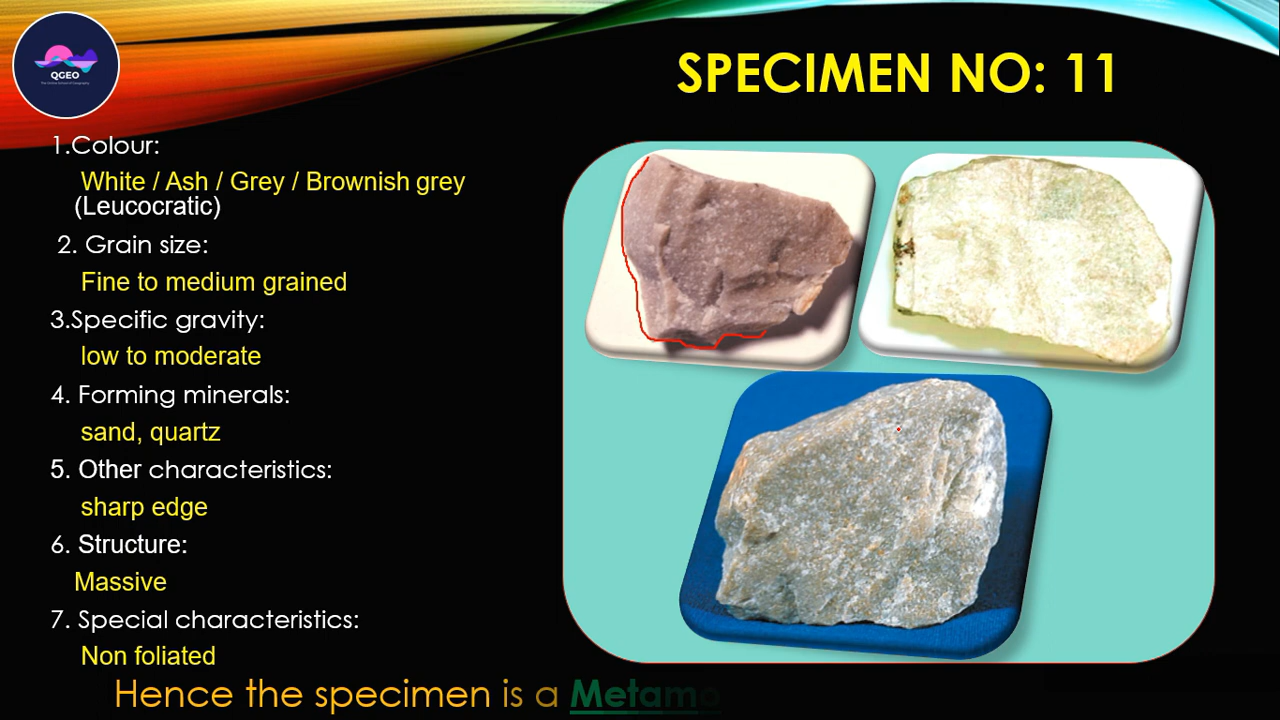 QGEO
SPECIMEN NO: 11
1.Colour:
White / Ash / Grey / Brownish grey
(Leucocratic)
2. Grain size:
Fine to medium grained
3.Specific gravity:
low to moderate
4. Forming minerals:
sand, quartz
5. Other characteristics:
sharp edge
6. Structure:
Massive
7. Special characteristics:
Non foliated
Hence the specimen is a Metamo